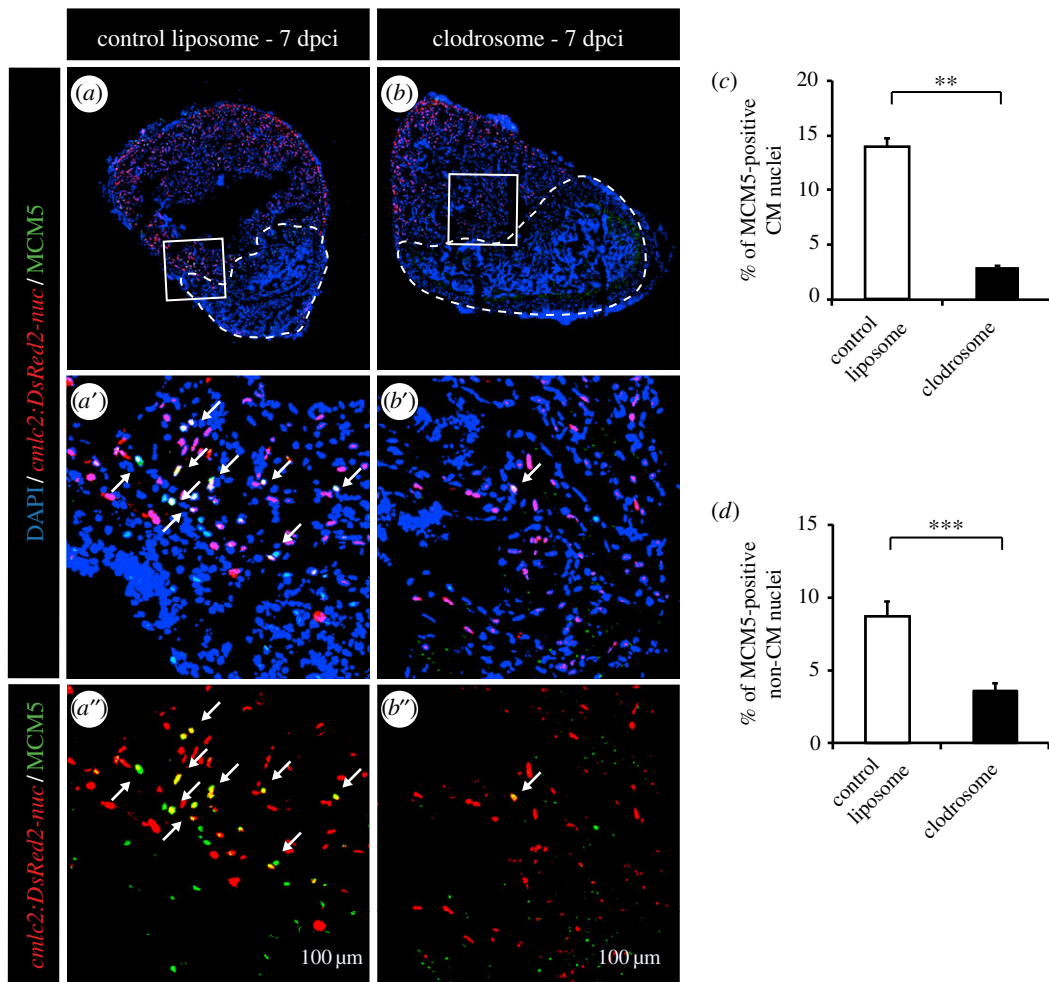 control liposome - 7 dpci
clodrosome - 7 dpci
DAPI / cmlc2:DsRed2-nuc / MCM5
(a)
(b)
(a′)
(b′)
cmlc2:DsRed2-nuc / MCM5
(a″)
(b″)
100 µm
100 µm
(c)
% of MCM5-positive
CM nuclei
20
15
10
5
0
**
control
liposome
clodrosome
(d)
% of MCM5-positive
non-CM nuclei
15
10
5
0
***
control
liposome
clodrosome